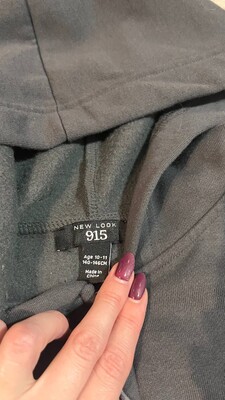 NEW LOOK
915
Age 10-11
140-146CM
Made in
China